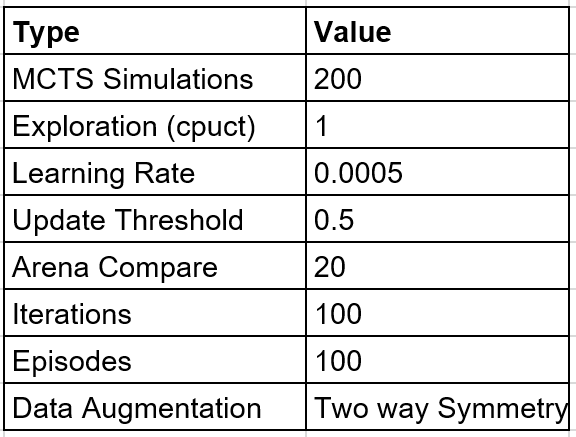 Type Value
MCTS Simulations 200
Exploration (cpuct) 1
Learning Rate 0.0005
Update Threshold 0.5
Arena Compare 20
Iterations 100
Episodes 100
Data Augmentation Two way Symmetry